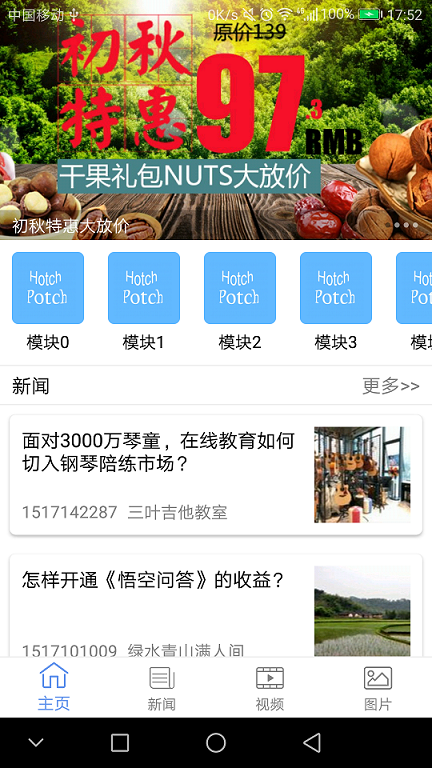 中国移动
0K/s
4G
100%
17:52
初秋
特惠
原价139
97.3
RMB
干果礼包NUTS大放价
初秋特惠大放价
Hotch Potch
Hotch Potch
Hotch Potch
Hotch Potch
模块0
模块1
模块2
模块3
新闻
更多>>
面对3000万琴童，在线教育如何
切入钢琴陪练市场？
1517142287 三叶吉他教室
怎样开通《悟空问答》的收益？
1517101009 绿水青山满人间
主页
新闻
视频
图片